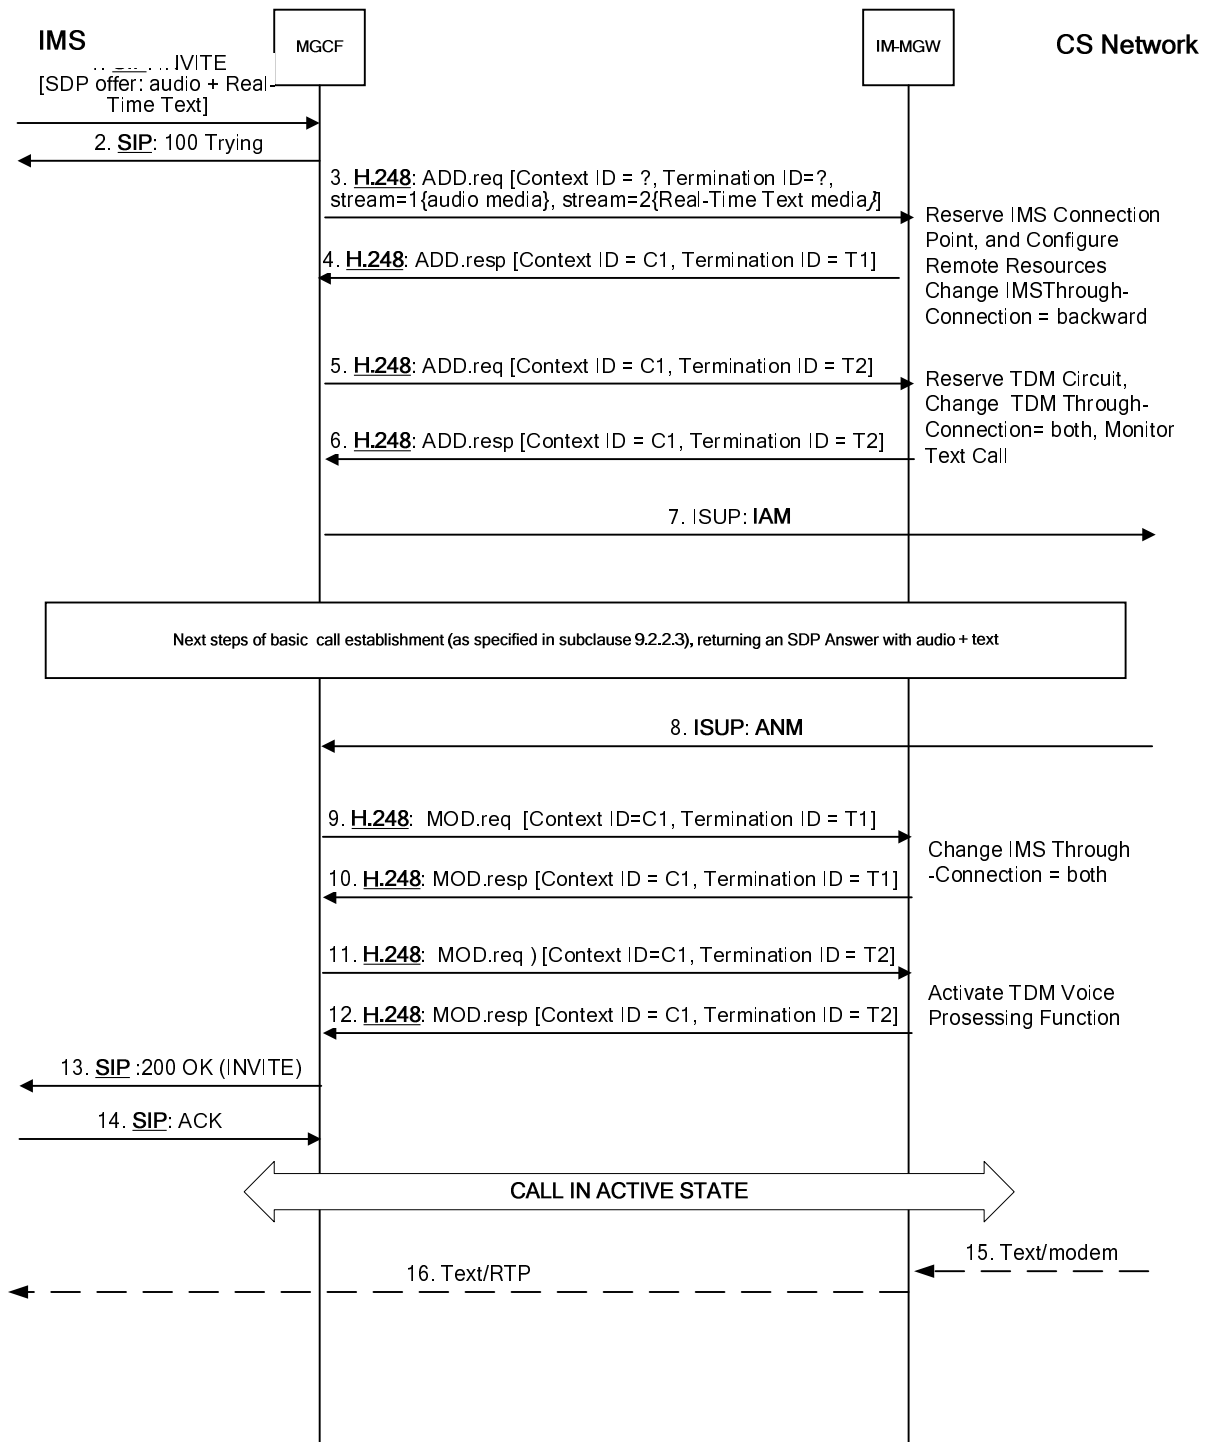 IMS
MGCF
IM-MGW
CS Network
SIP: INVITE
[SDP offer: audio + Real-
Time Text]
2. SIP: 100 Trying
3. H.248: ADD.req [Context ID = ?, Termination ID=?,
stream=1{audio media}, stream=2{Real-Time Text media}]
Reserve IMS Connection
Point, and Configure
Remote Resources
Change IMSThrough-
Connection = backward
4. H.248: ADD.resp [Context ID = C1, Termination ID = T1]
5. H.248: ADD.req [Context ID = C1, Termination ID = T2]
Reserve TDM Circuit,
Change TDM Through-
Connection= both, Monitor
Text Call
6. H.248: ADD.resp [Context ID = C1, Termination ID = T2]
7. ISUP: IAM
Next steps of basic call establishment (as specified in subclause 9.2.2.3), returning an SDP Answer with audio + text
8. ISUP: ANM
9. H.248: MOD.req [Context ID=C1, Termination ID = T1]
Change IMS Through
-Connection = both
10. H.248: MOD.resp [Context ID = C1, Termination ID = T1]
11. H.248: MOD.req ) [Context ID=C1, Termination ID = T2]
Activate TDM Voice
Prosessing Function
12. H.248: MOD.resp [Context ID = C1, Termination ID = T2]
13. SIP :200 OK (INVITE)
14. SIP: ACK
CALL IN ACTIVE STATE
15. Text/modem
16. Text/RTP